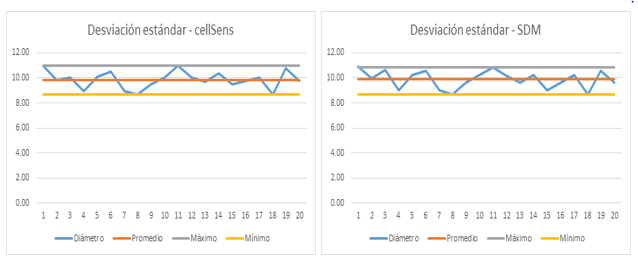 Desviación estándar - cellSens
12.00
10.00
8.00
6.00
4.00
2.00
0.00
1 2 3 4 5 6 7 8 9 10 11 12 13 14 15 16 17 18 19 20
Diámetro Promedio Máximo Mínimo
Desviación estándar - SDM
12.00
10.00
8.00
6.00
4.00
2.00
0.00
1 2 3 4 5 6 7 8 9 10 11 12 13 14 15 16 17 18 19 20
Diámetro Promedio Máximo Mínimo